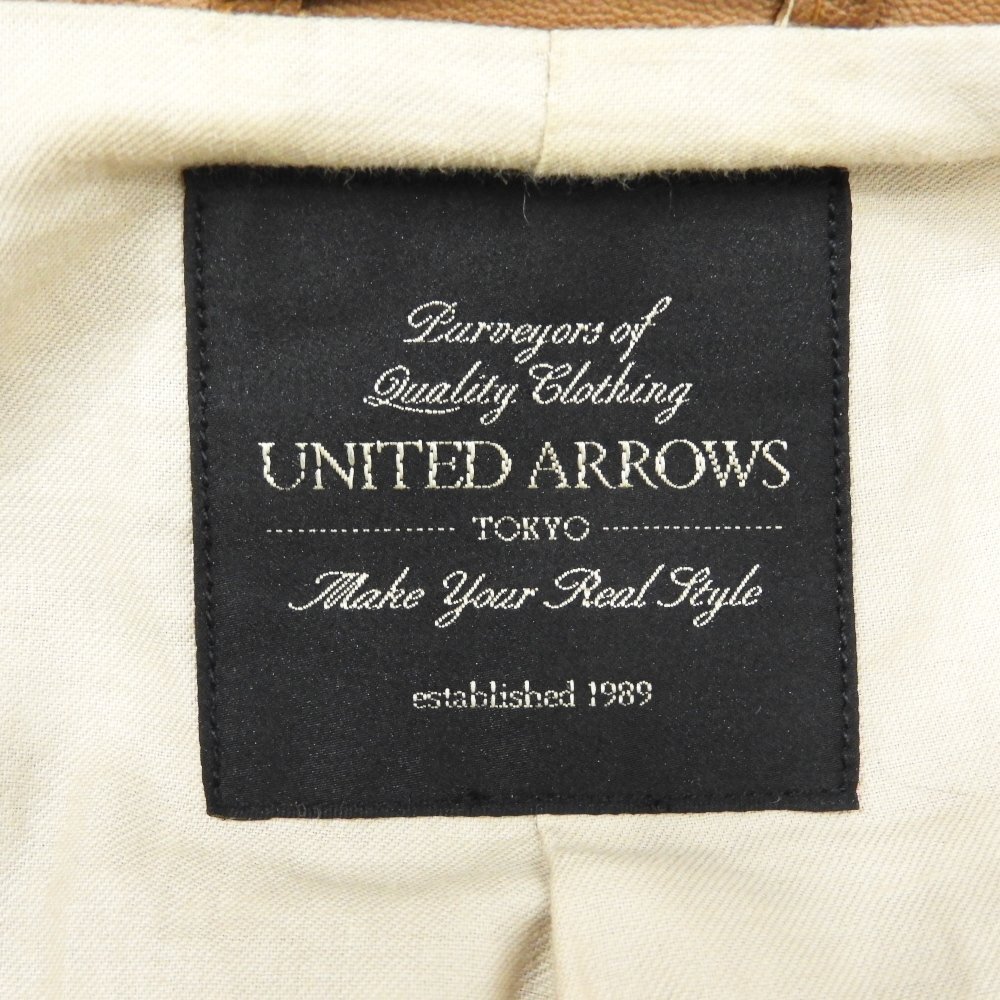 Purveyors of
Quality Clothing
UNITED ARROWS
TOKYO
Make Your Real Style
established 1989